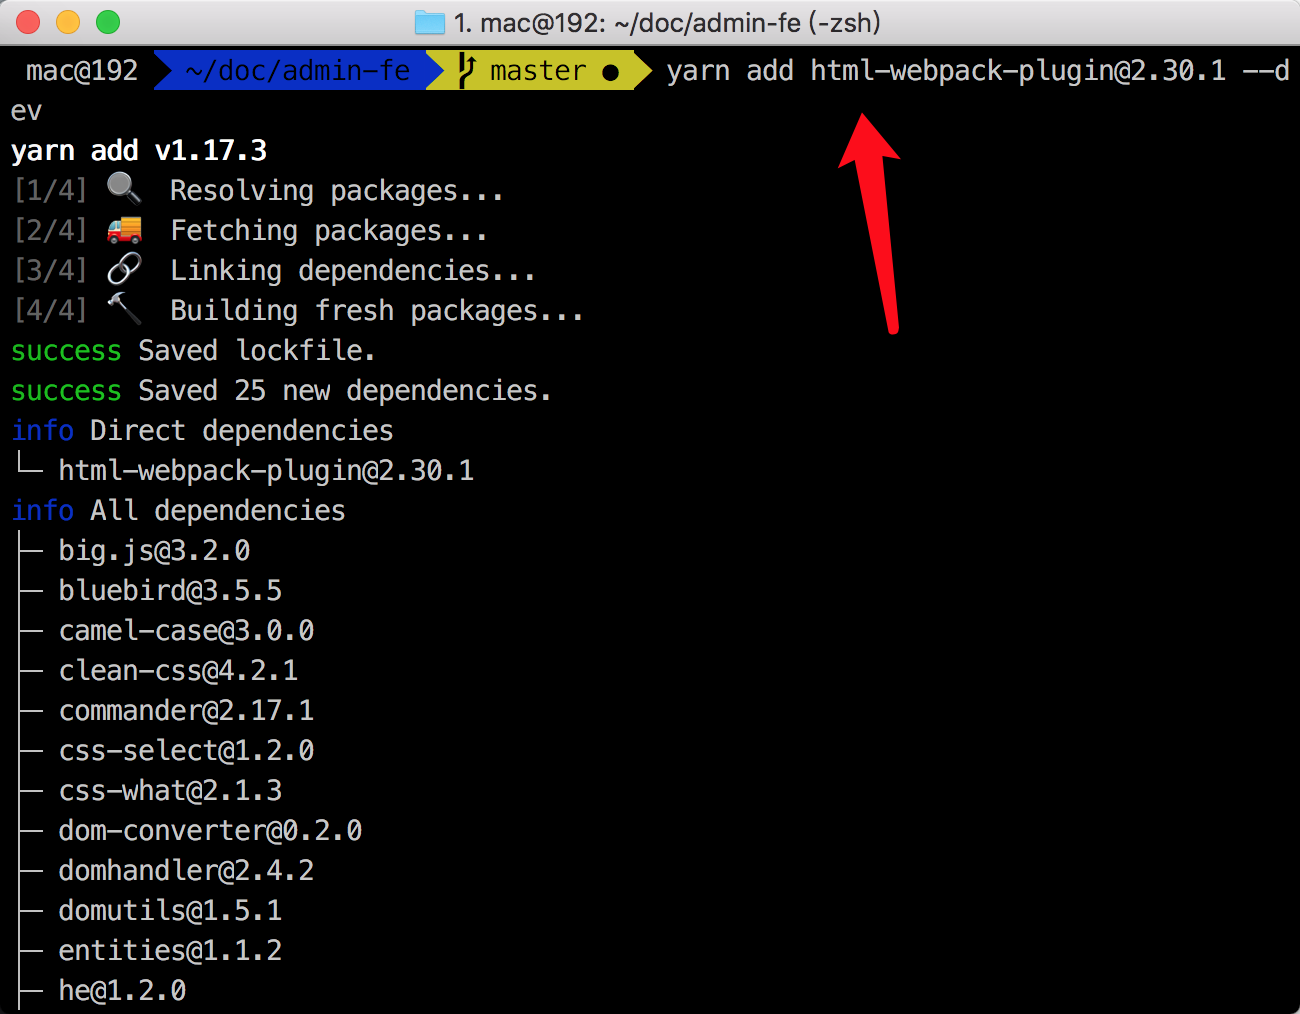 1. mac@192: ~/doc/admin-fe (-zsh)
mac@192 ~/doc/admin-fe master ● yarn add html-webpack-plugin@2.30.1 --d
ev
yarn add v1.17.3
[1/4] 🔍 Resolving packages...
[2/4] 🚚 Fetching packages...
[3/4] 🔗 Linking dependencies...
[4/4] 🔨 Building fresh packages...
success Saved lockfile.
success Saved 25 new dependencies.
info Direct dependencies
└─ html-webpack-plugin@2.30.1
info All dependencies
├─ big.js@3.2.0
├─ bluebird@3.5.5
├─ camel-case@3.0.0
├─ clean-css@4.2.1
├─ commander@2.17.1
├─ css-select@1.2.0
├─ css-what@2.1.3
├─ dom-converter@0.2.0
├─ domhandler@2.4.2
├─ domutils@1.5.1
├─ entities@1.1.2
├─ he@1.2.0